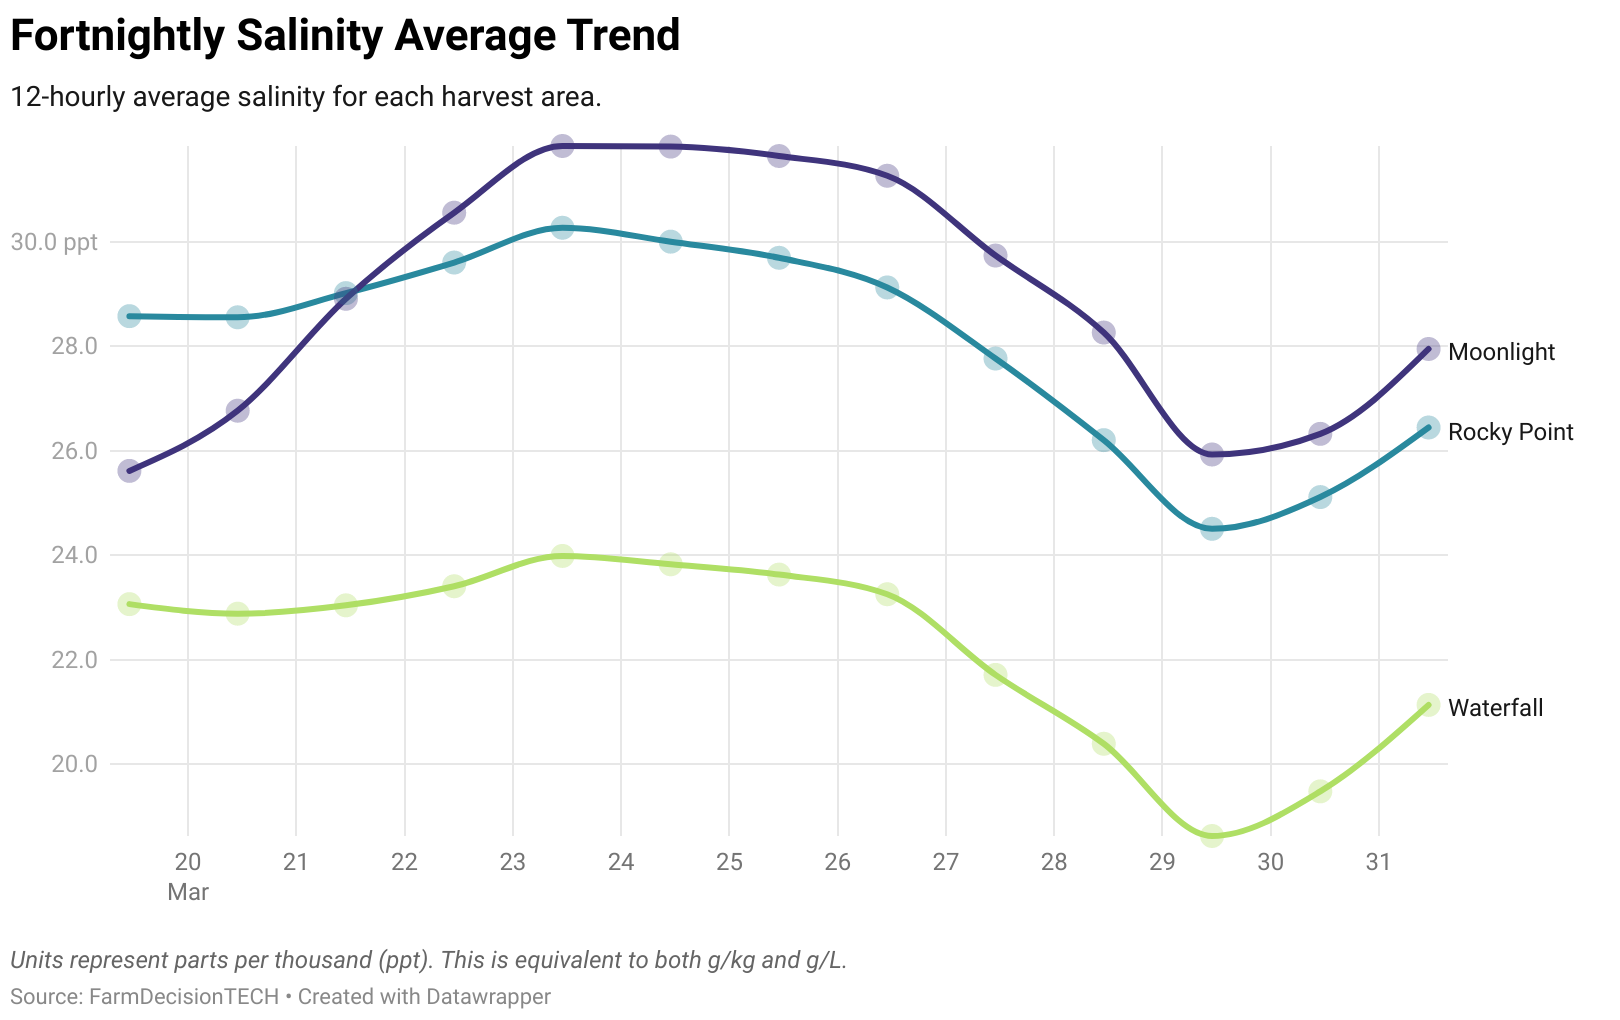 Fortnightly Salinity Average Trend
12-hourly average salinity for each harvest area.
30.0 ppt
28.0
26.0
24.0
22.0
20.0
Moonlight
Rocky Point
Waterfall
20 21 22 23 24 25 26 27 28 29 30 31
Mar
Units represent parts per thousand (ppt). This is equivalent to both g/kg and g/L.
Source: FarmDecisionTECH • Created with Datawrapper